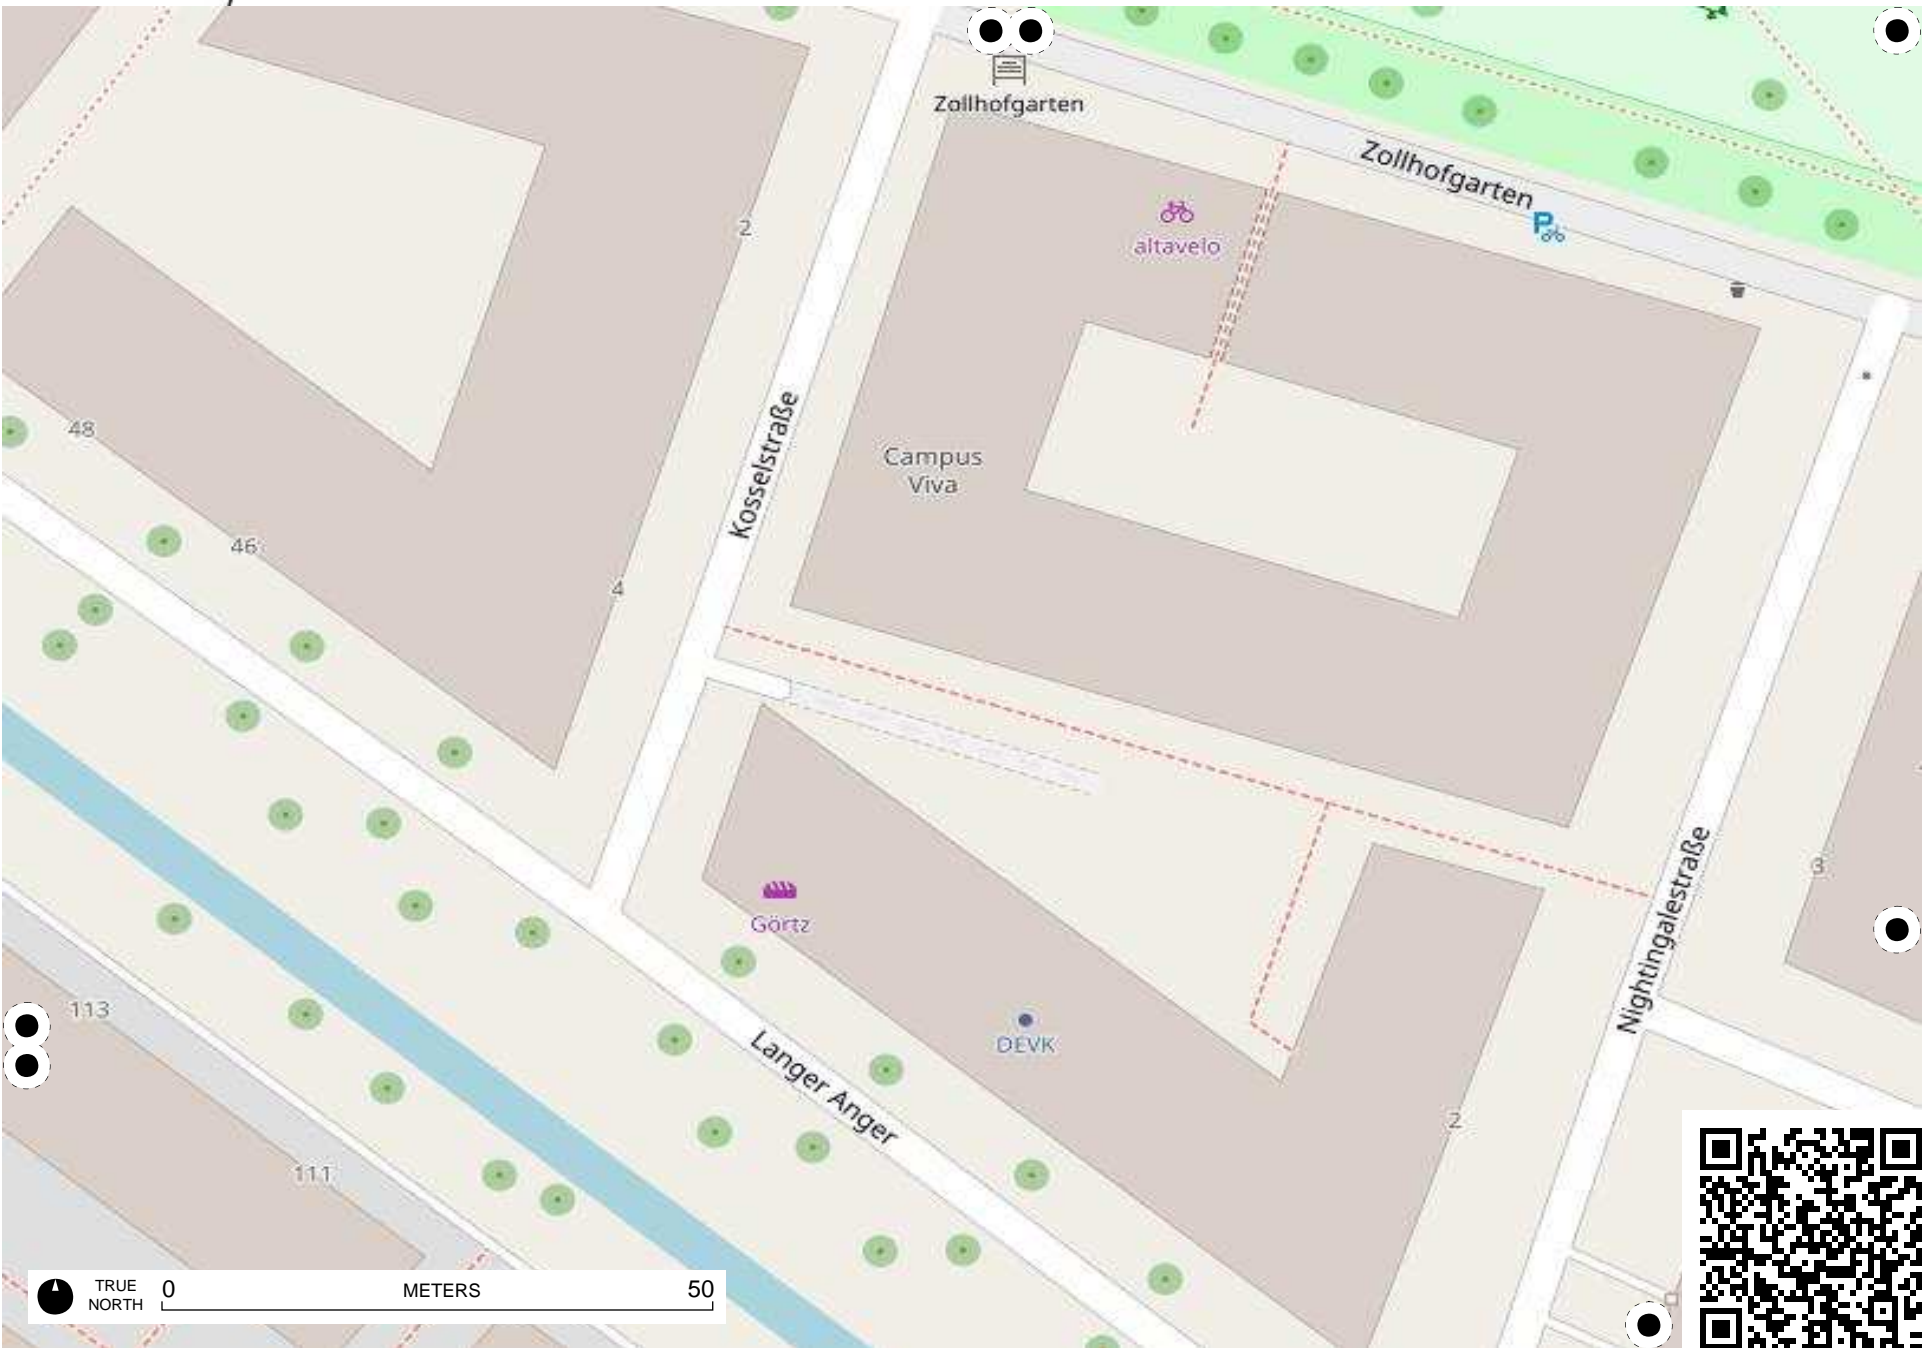 Zollhofgarten
Zollhofgarten
2
altavelo
Kosselstraße
48
Campus
Viva
46
4
Görtz
3
Nightingalestraße
113
DEVK
Langer Anger
2
111
TRUE
NORTH
0
METERS
50